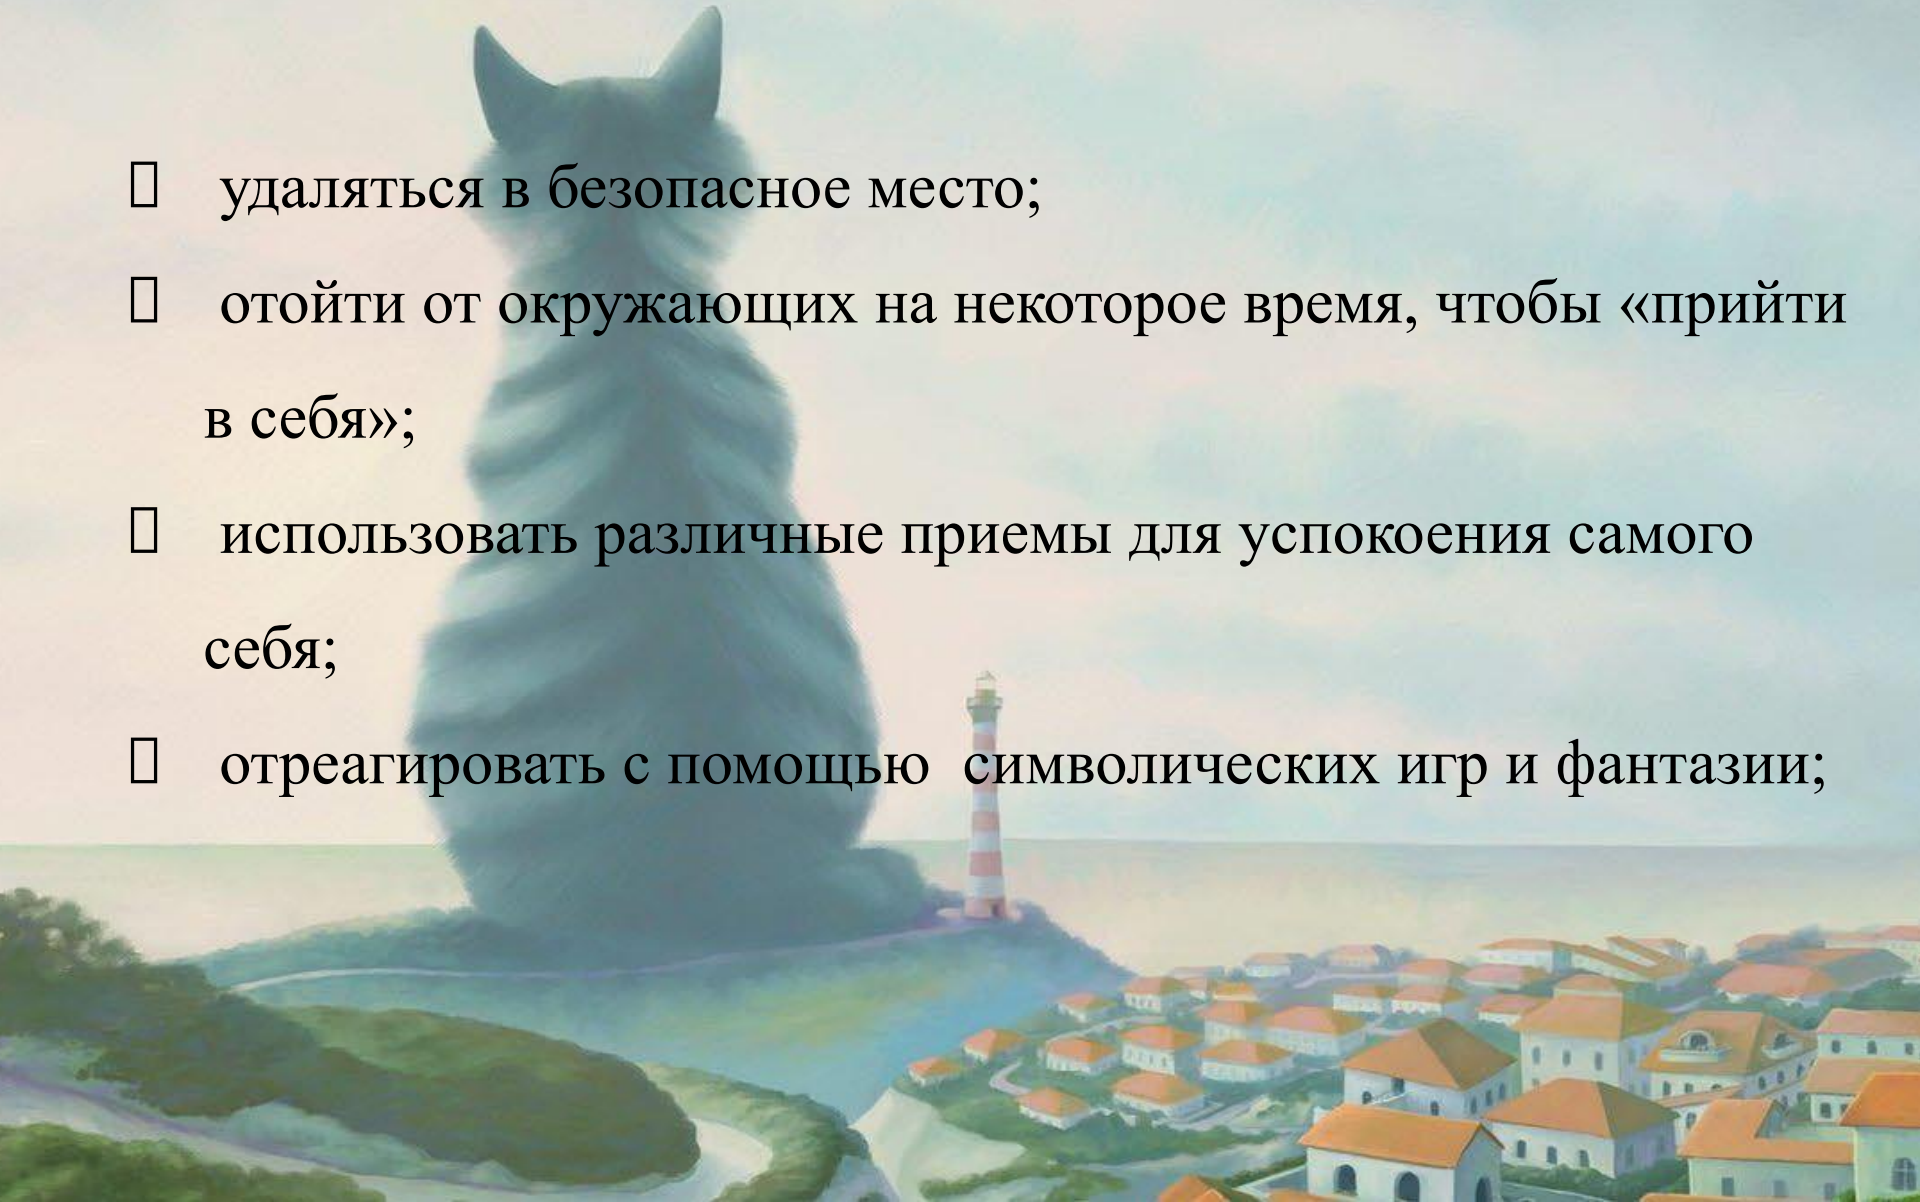 ▯ удаляться в безопасное место;
▯ отойти от окружающих на некоторое время, чтобы «прийти
в себя»;
▯ использовать различные приемы для успокоения самого
себя;
▯ отреагировать с помощью  символических игр и фантазии;